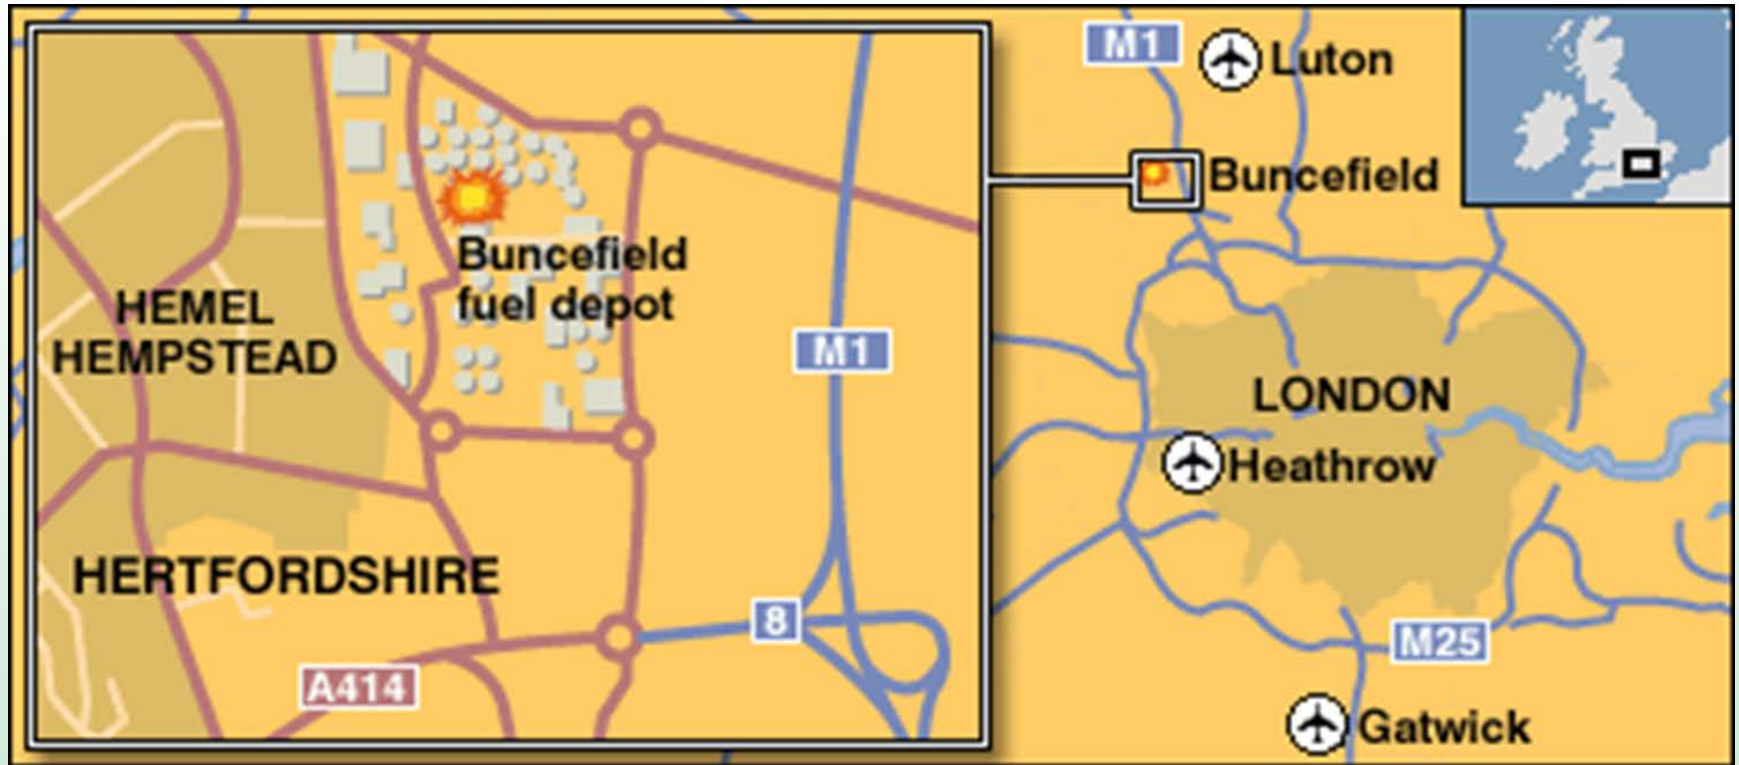 M1
Luton
Buncefield
Buncefield
fuel depot
HEMEL
HEMPSTEAD
M1
LONDON
Heathrow
HERTFORDSHIRE
8
M25
A414
Gatwick